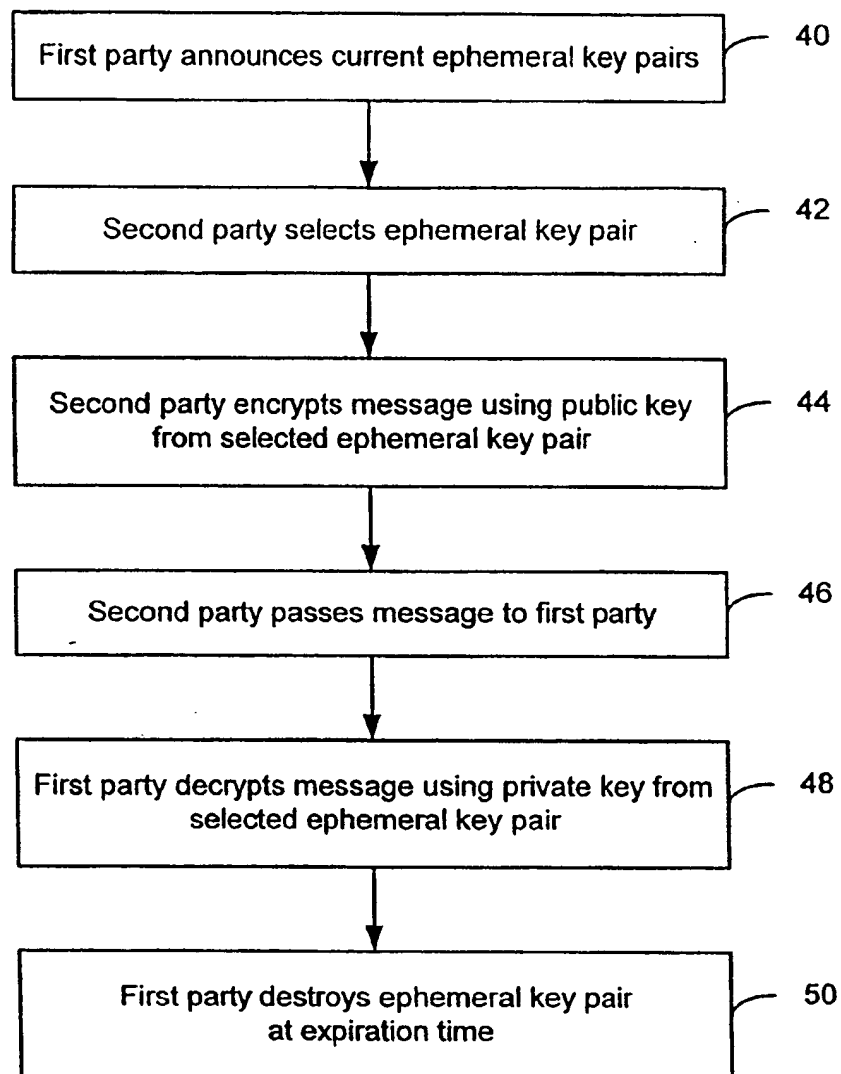 First party announces current ephemeral key pairs
40
Second party selects ephemeral key pair
42
Second party encrypts message using public key
from selected ephemeral key pair
44
Second party passes message to first party
46
First party decrypts message using private key from
selected ephemeral key pair
48
First party destroys ephemeral key pair
at expiration time
50